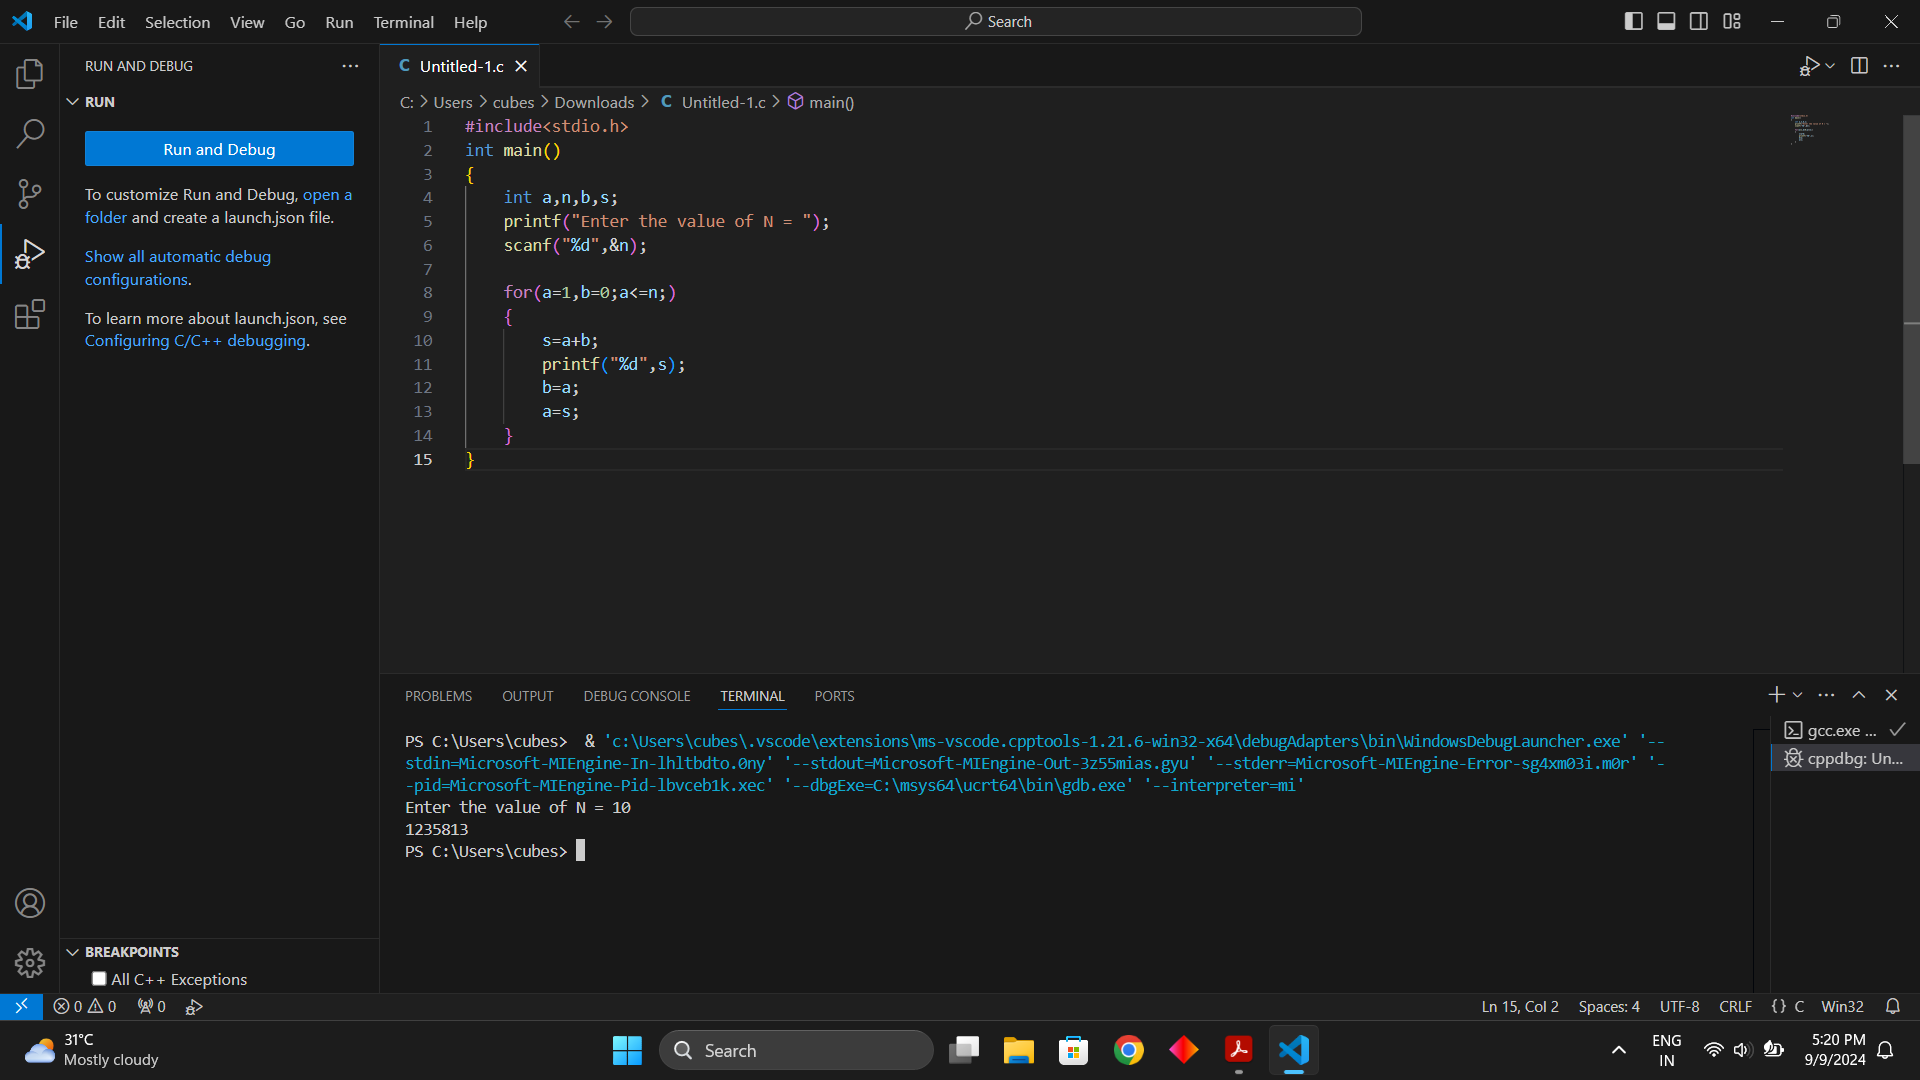 File Edit Selection View Go Run Terminal Help
Search
RUN AND DEBUG
RUN
Run and Debug
To customize Run and Debug, open a
folder and create a launch.json file.
Show all automatic debug
configurations.
To learn more about launch.json, see
Configuring C/C++ debugging.
BREAKPOINTS
All C++ Exceptions
C Untitled-1.c
C: > Users > cubes > Downloads > C Untitled-1.c > main()
1 #include<stdio.h>
2 int main()
3 {
4 int a,n,b,s;
5 printf("Enter the value of N = ");
6 scanf("%d",&n);
7
8 for(a=1,b=0;a<=n;)
9 {
10 s=a+b;
11 printf("%d",s);
12 b=a;
13 a=s;
14 }
15 }
PROBLEMS OUTPUT DEBUG CONSOLE TERMINAL PORTS
PS C:\Users\cubes>  & 'c:\Users\cubes\.vscode\extensions\ms-vscode.cpptools-1.21.6-win32-x64\debugAdapters\bin\WindowsDebugLauncher.exe' '--
stdin=Microsoft-MIEngine-In-lhltbdto.0ny' '--stdout=Microsoft-MIEngine-Out-3z55mias.gyu' '--stderr=Microsoft-MIEngine-Error-sg4xm03i.m0r' '-
-pid=Microsoft-MIEngine-Pid-lbvceb1k.xec' '--dbgExe=C:\msys64\ucrt64\bin\gdb.exe' '--interpreter=mi'
Enter the value of N = 10
1235813
PS C:\Users\cubes>
gcc.exe ...
cppdbg: Un...
0 0 0
Ln 15, Col 2 Spaces: 4 UTF-8 CRLF {} C Win32
31°C
Mostly cloudy
Search
ENG
IN
5:20 PM
9/9/2024